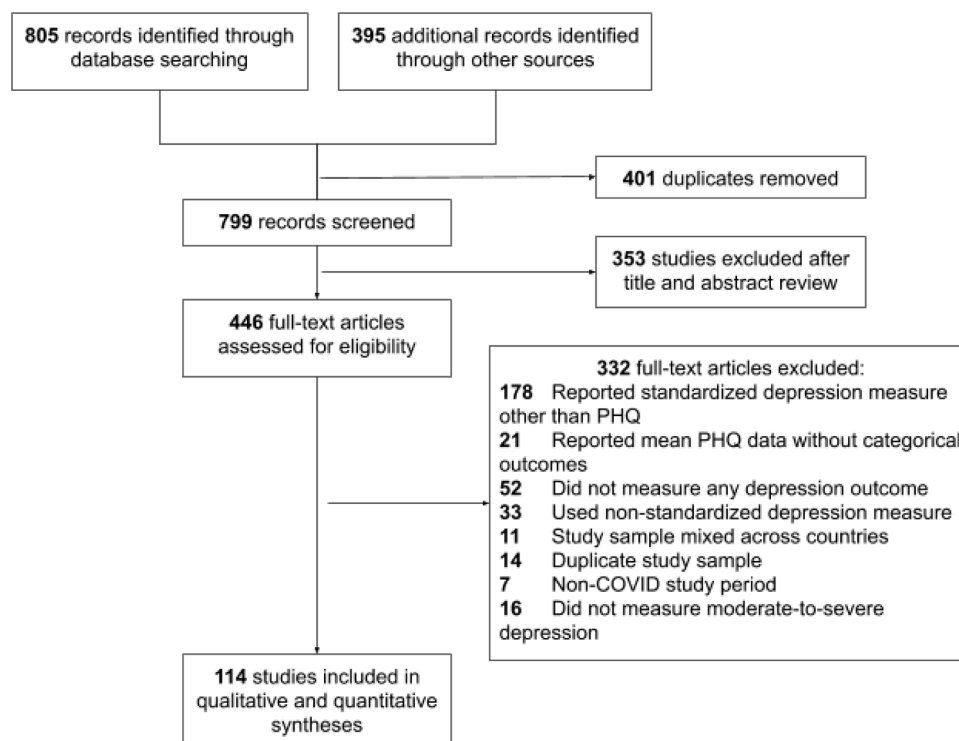 805 records identified through
database searching
395 additional records identified
through other sources
401 duplicates removed
799 records screened
353 studies excluded after
title and abstract review
446 full-text articles
assessed for eligibility
332 full-text articles excluded:
178 Reported standardized depression measure
other than PHQ
21 Reported mean PHQ data without categorical
outcomes
52 Did not measure any depression outcome
33 Used non-standardized depression measure
11 Study sample mixed across countries
14 Duplicate study sample
7 Non-COVID study period
16 Did not measure moderate-to-severe
depression
114 studies included in
qualitative and quantitative
syntheses